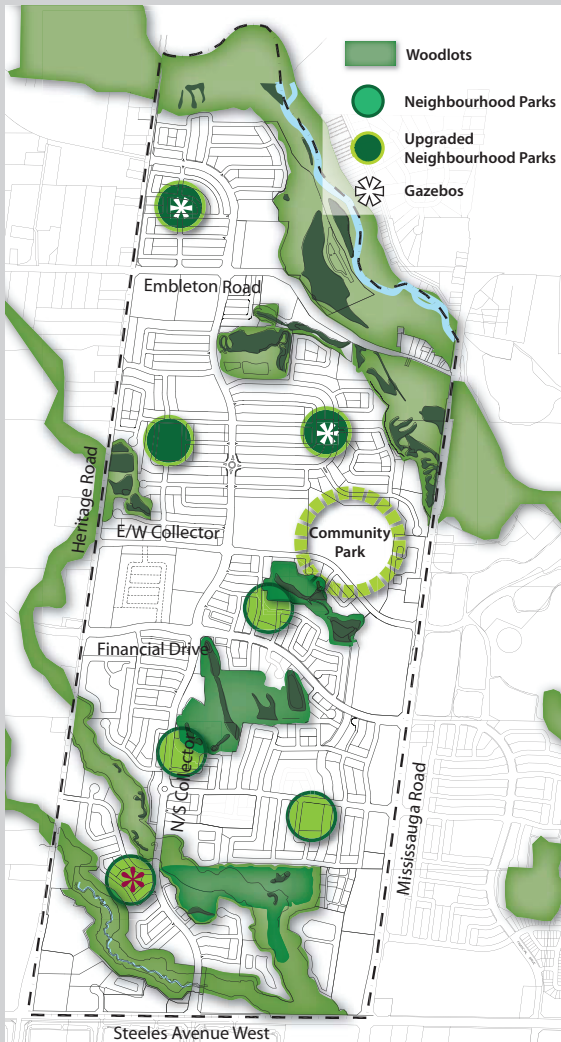 Woodlots
Neighbourhood Parks
Upgraded
Neighbourhood Parks
Gazebos
Embleton Road
Heritage Road
E/W Collector
Community
Park
Financial Drive
N/S Collector
Mississauga Road
Steeles Avenue West